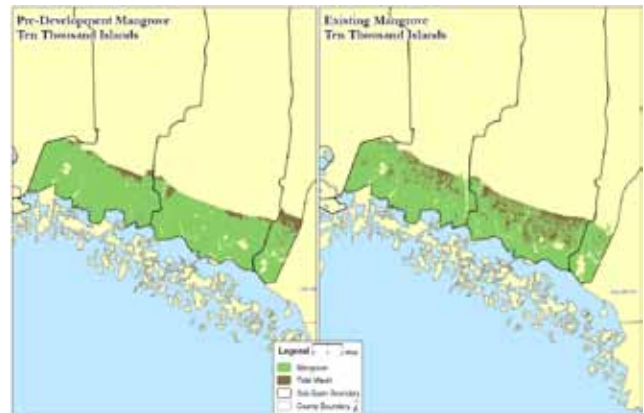 Pre-Development Mangrove
Ten Thousand Islands
Existing Mangrove
Ten Thousand Islands
Legend
Mangrove
Tidal Marsh
Sub-Basin Boundary
County Boundary